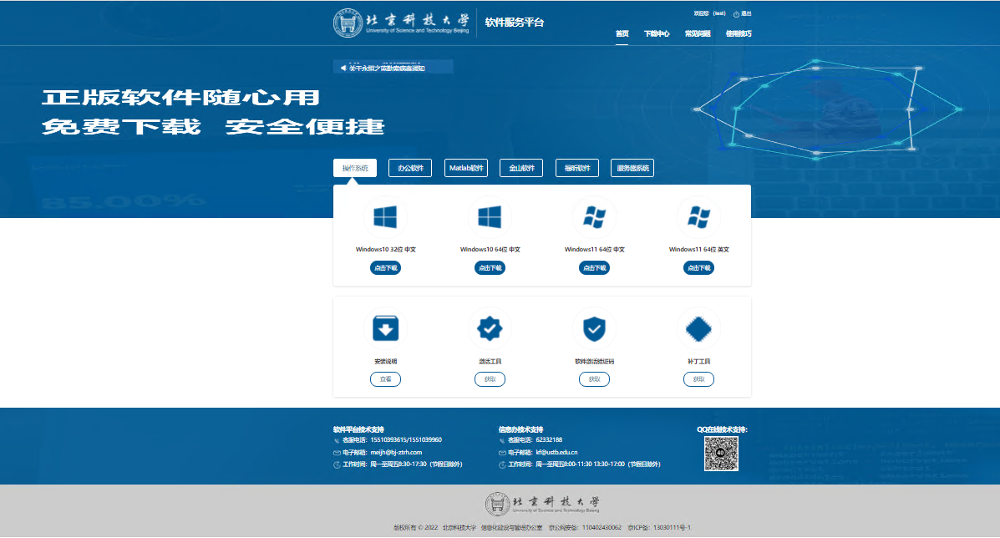 北京科技大学
University of Science and Technology Beijing
软件服务平台
欢迎您 (test) 退出
首页 下载中心 常见问题 使用技巧
关于永恒之蓝勒索病毒通知
正版软件随心用
免费下载 安全便捷
85.00%
操作系统 办公软件 Matlab软件 金山软件 福昕软件 服务器系统
Windows10 32位 中文 Windows10 64位 中文 Windows11 64位 中文 Windows11 64位 英文
点击下载 点击下载 点击下载 点击下载
安装说明 激活工具 软件激活验证码 补丁工具
查看 获取 获取 获取
软件平台技术支持 信息办技术支持 QQ在线技术支持:
客服电话: 15510393615/1551039960 客服电话: 62332188
电子邮箱: meijh@bj-ztrh.com 电子邮箱: kf@ustb.edu.cn
工作时间: 周一至周五8:30-17:30 (节假日除外) 工作时间: 周一至周五8:00-11:30 13:30-17:00 (节假日除外)
北京科技大学
University of Science and Technology Beijing
版权所有 © 2022 北京科技大学 信息化建设与管理办公室 京公网安备: 110402430062 京ICP备: 13030111号-1